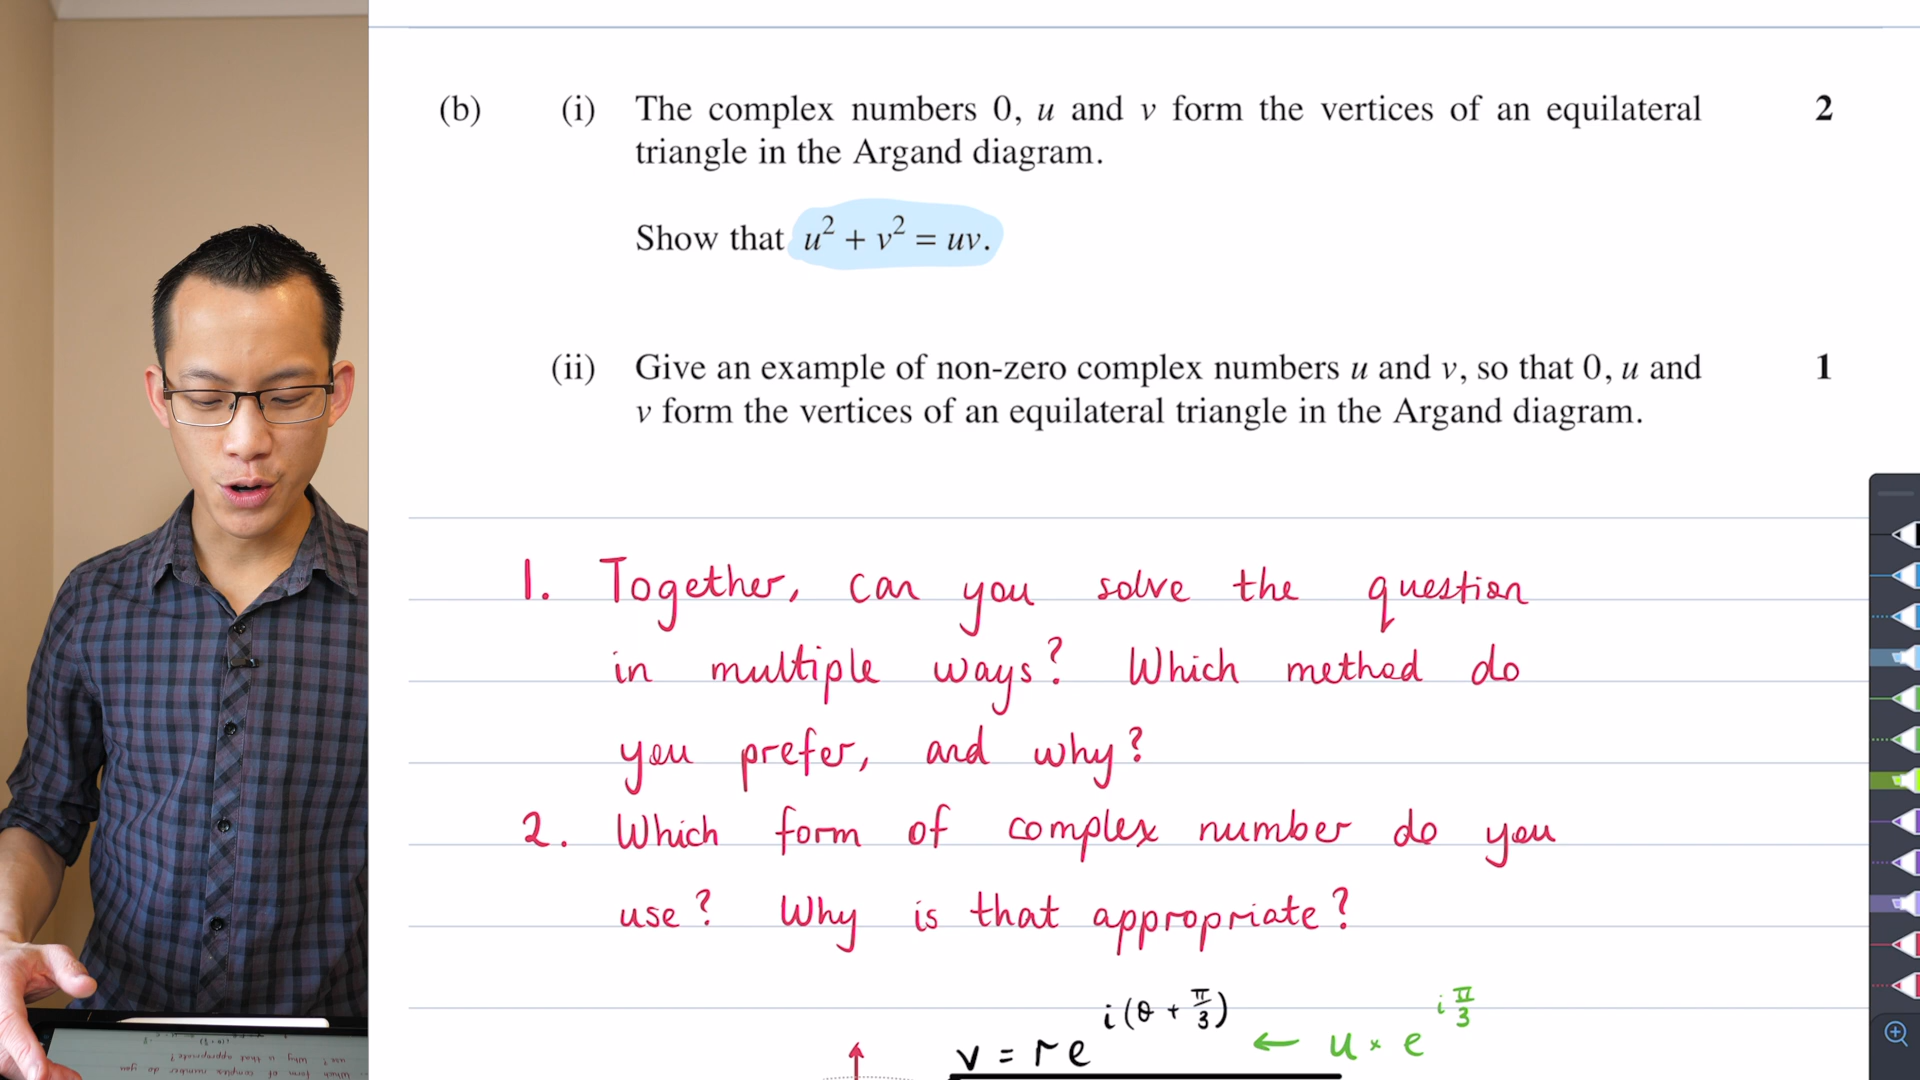 (b) (i) The complex numbers 0, u and v form the vertices of an equilateral 2
triangle in the Argand diagram.
Show that u² + v² = uv.
(ii) Give an example of non-zero complex numbers u and v, so that 0, u and 1
v form the vertices of an equilateral triangle in the Argand diagram.
1. Together, can you solve the question
in multiple ways? Which method do
you prefer, and why?
2. Which form of complex number do you
use? Why is that appropriate?
v = re^{i(θ + π/3)} ← u × e^{iπ/3}